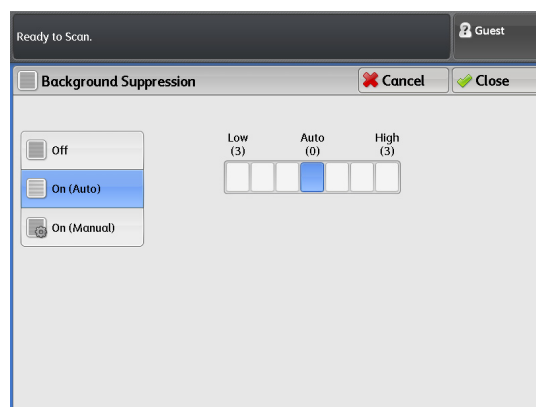 Ready to Scan.
Guest
Background Suppression
Cancel
Close
Off
On (Auto)
On (Manual)
Low
(3)
Auto
(0)
High
(3)